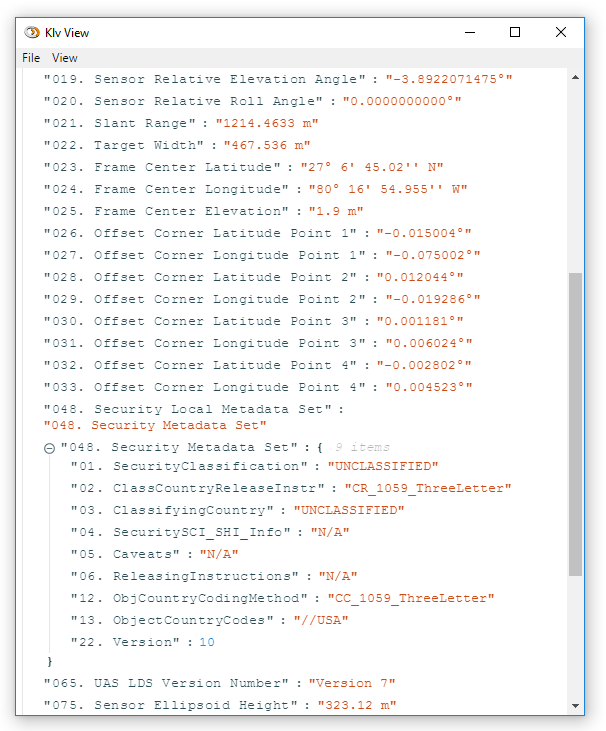 Klv View
File View
"019. Sensor Relative Elevation Angle" : "-3.8922071475°"
"020. Sensor Relative Roll Angle" : "0.0000000000°"
"021. Slant Range" : "1214.4633 m"
"022. Target Width" : "467.536 m"
"023. Frame Center Latitude" : "27° 6' 45.02'' N"
"024. Frame Center Longitude" : "80° 16' 54.955'' W"
"025. Frame Center Elevation" : "1.9 m"
"026. Offset Corner Latitude Point 1" : "-0.015004°"
"027. Offset Corner Longitude Point 1" : "-0.075002°"
"028. Offset Corner Latitude Point 2" : "0.012044°"
"029. Offset Corner Longitude Point 2" : "-0.019286°"
"030. Offset Corner Latitude Point 3" : "0.001181°"
"031. Offset Corner Longitude Point 3" : "0.006024°"
"032. Offset Corner Latitude Point 4" : "-0.002802°"
"033. Offset Corner Longitude Point 4" : "0.004523°"
"048. Security Local Metadata Set" :
"048. Security Metadata Set"
"048. Security Metadata Set" : { 9 items
"01. SecurityClassification" : "UNCLASSIFIED"
"02. ClassCountryReleaseInstr" : "CR_1059_ThreeLetter"
"03. ClassifyingCountry" : "UNCLASSIFIED"
"04. SecuritySCI_SHI_Info" : "N/A"
"05. Caveats" : "N/A"
"06. ReleasingInstructions" : "N/A"
"12. ObjCountryCodingMethod" : "CC_1059_ThreeLetter"
"13. ObjectCountryCodes" : "//USA"
"22. Version" : 10
}
"065. UAS LDS Version Number" : "Version 7"
"075. Sensor Ellipsoid Height" : "323.12 m"